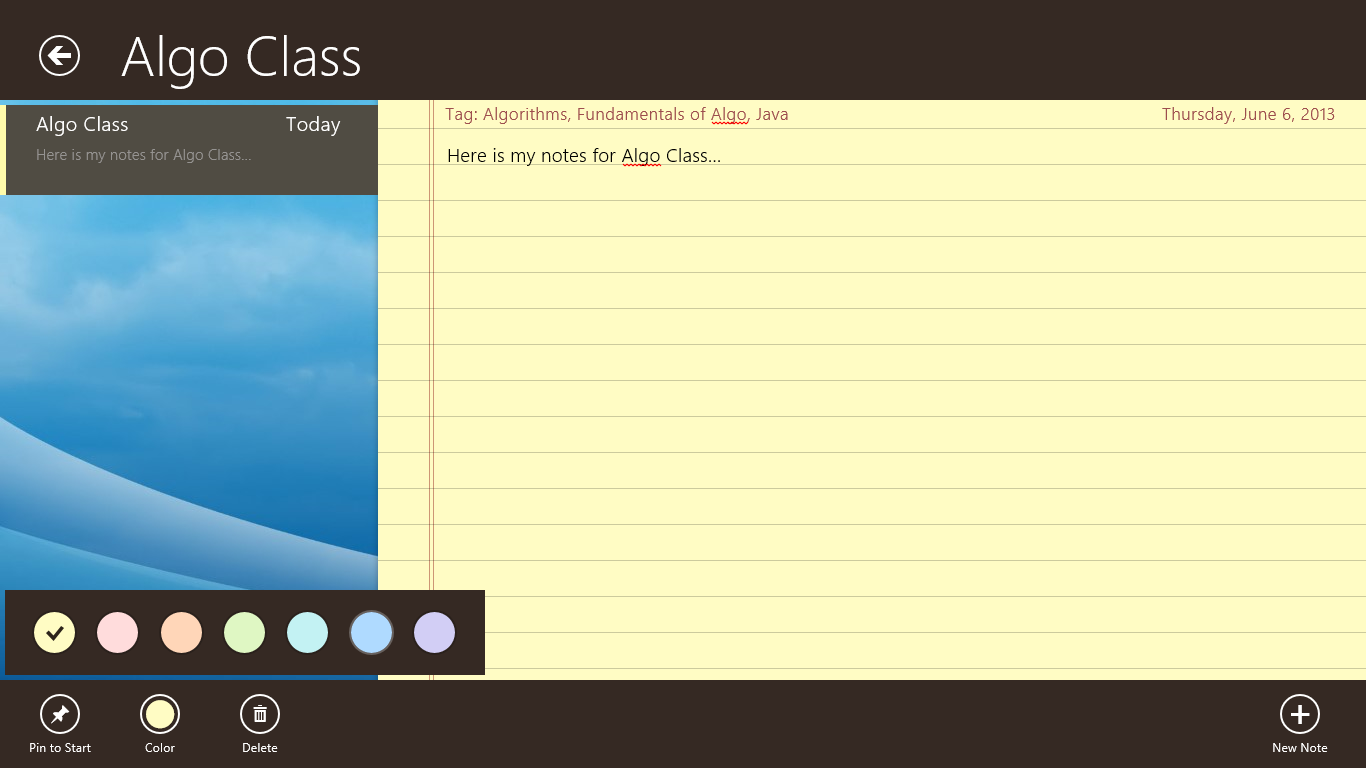 Algo Class
Algo Class Today
Here is my notes for Algo Class...
Tag: Algorithms, Fundamentals of Algo, Java Thursday, June 6, 2013
Here is my notes for Algo Class...
Pin to Start Color Delete New Note